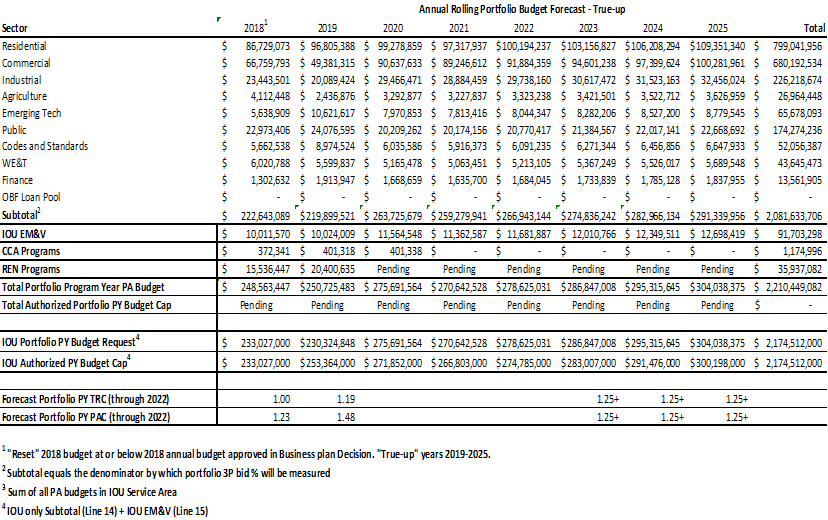 Annual Rolling Portfolio Budget Forecast - True-up
Sector 2018¹ 2019 2020 2021 2022 2023 2024 2025 Total
Residential $ 86,729,073 $ 96,805,388 $ 99,278,859 $ 97,317,937 $100,194,237 $103,156,827 $106,208,294 $109,351,340 $ 799,041,956
Commercial $ 66,759,793 $ 49,381,315 $ 90,637,633 $ 89,246,612 $ 91,884,359 $ 94,601,238 $ 97,399,624 $100,281,961 $ 680,192,534
Industrial $ 23,443,501 $ 20,089,424 $ 29,466,471 $ 28,884,459 $ 29,738,160 $ 30,617,472 $ 31,523,163 $ 32,456,024 $ 226,218,674
Agriculture $ 4,112,448 $ 2,436,876 $ 3,292,877 $ 3,227,837 $ 3,323,238 $ 3,421,501 $ 3,522,712 $ 3,626,959 $ 26,964,448
Emerging Tech $ 5,638,909 $ 10,621,617 $ 7,970,853 $ 7,813,416 $ 8,044,347 $ 8,282,206 $ 8,527,200 $ 8,779,545 $ 65,678,093
Public $ 22,973,406 $ 24,076,595 $ 20,209,262 $ 20,174,156 $ 20,770,417 $ 21,384,567 $ 22,017,141 $ 22,668,692 $ 174,274,236
Codes and Standards $ 5,662,538 $ 8,974,524 $ 6,035,586 $ 5,916,373 $ 6,091,235 $ 6,271,344 $ 6,456,856 $ 6,647,933 $ 52,056,387
WE&T $ 6,020,788 $ 5,599,837 $ 5,165,478 $ 5,063,451 $ 5,213,105 $ 5,367,249 $ 5,526,017 $ 5,689,548 $ 43,645,473
Finance $ 1,302,632 $ 1,913,947 $ 1,668,659 $ 1,635,700 $ 1,684,045 $ 1,733,839 $ 1,785,128 $ 1,837,955 $ 13,561,905
OBF Loan Pool $ - $ - $ - $ - $ - $ - $ - $ - $ -
Subtotal² $ 222,643,089 $219,899,521 $ 263,725,679 $259,279,941 $266,943,144 $274,836,242 $282,966,134 $291,339,956 $ 2,081,633,706
IOU EM&V $ 10,011,570 $ 10,024,009 $ 11,564,548 $ 11,362,587 $ 11,681,887 $ 12,010,766 $ 12,349,511 $ 12,698,419 $ 91,703,298
CCA Programs $ 372,341 $ 401,318 $ 401,338 $ - $ - $ - $ - $ - $ 1,174,996
REN Programs $ 15,536,447 $ 20,400,635 Pending Pending Pending Pending Pending Pending $ 35,937,082
Total Portfolio Program Year PA Budget $ 248,563,447 $250,725,483 $ 275,691,564 $ 270,642,528 $ 278,625,031 $286,847,008 $295,315,645 $304,038,375 $ 2,210,449,082
Total Authorized Portfolio PY Budget Cap Pending Pending Pending Pending Pending Pending Pending Pending $ -
IOU Portfolio PY Budget Request⁴ $ 233,027,000 $230,324,848 $ 275,691,564 $ 270,642,528 $278,625,031 $286,847,008 $295,315,645 $304,038,375 $ 2,174,512,000
IOU Authorized PY Budget Cap⁴ $ 233,027,000 $253,364,000 $ 271,852,000 $ 266,803,000 $274,785,000 $283,007,000 $291,476,000 $300,198,000 $ 2,174,512,000
Forecast Portfolio PY TRC (through 2022) 1.00 1.19 1.25+ 1.25+ 1.25+
Forecast Portfolio PY PAC (through 2022) 1.23 1.48 1.25+ 1.25+ 1.25+
¹ "Reset" 2018 budget at or below 2018 annual budget approved in Business plan Decision. "True-up" years 2019-2025.
² Subtotal equals the denominator by which portfolio 3P bid % will be measured
³ Sum of all PA budgets in IOU Service Area
⁴ IOU only Subtotal (Line 14) + IOU EM&V (Line 15)